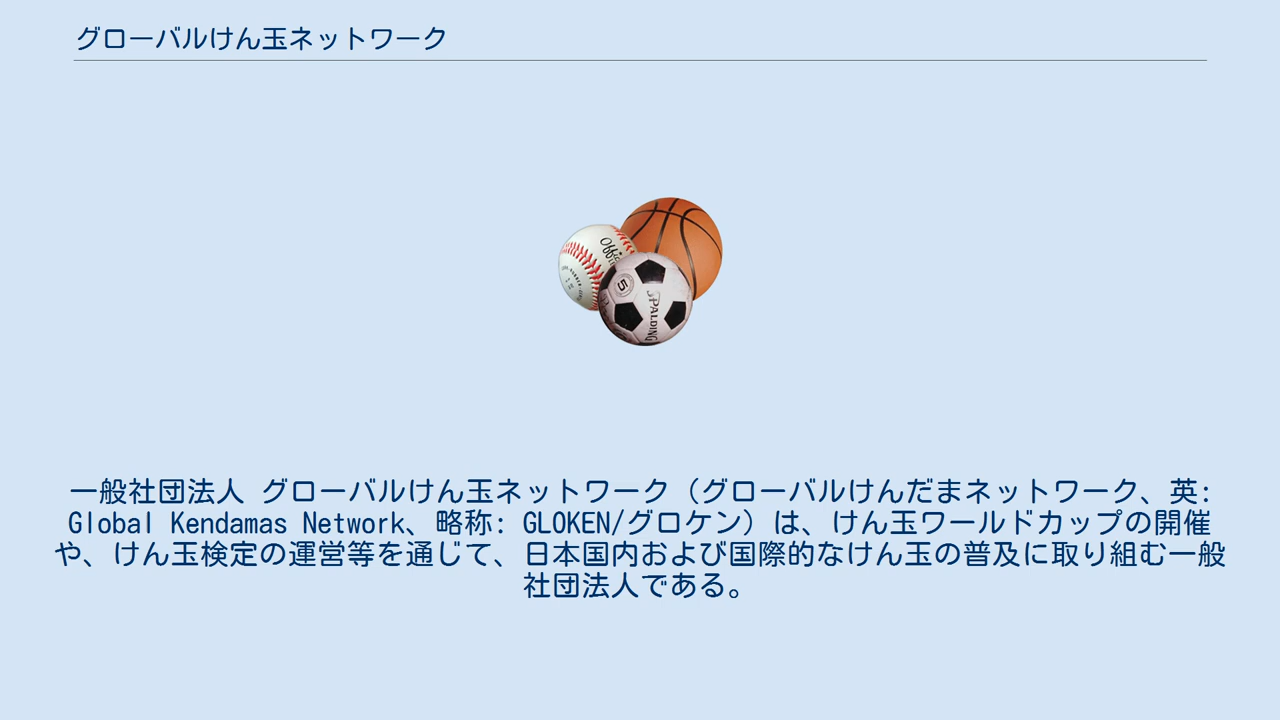 グローバルけん玉ネットワーク
Offic
5
SPALDING
一般社団法人 グローバルけん玉ネットワーク（グローバルけんだまネットワーク、英:
Global Kendamas Network、略称: GLOKEN/グロケン）は、けん玉ワールドカップの開催
や、けん玉検定の運営等を通じて、日本国内および国際的なけん玉の普及に取り組む一般
社団法人である。